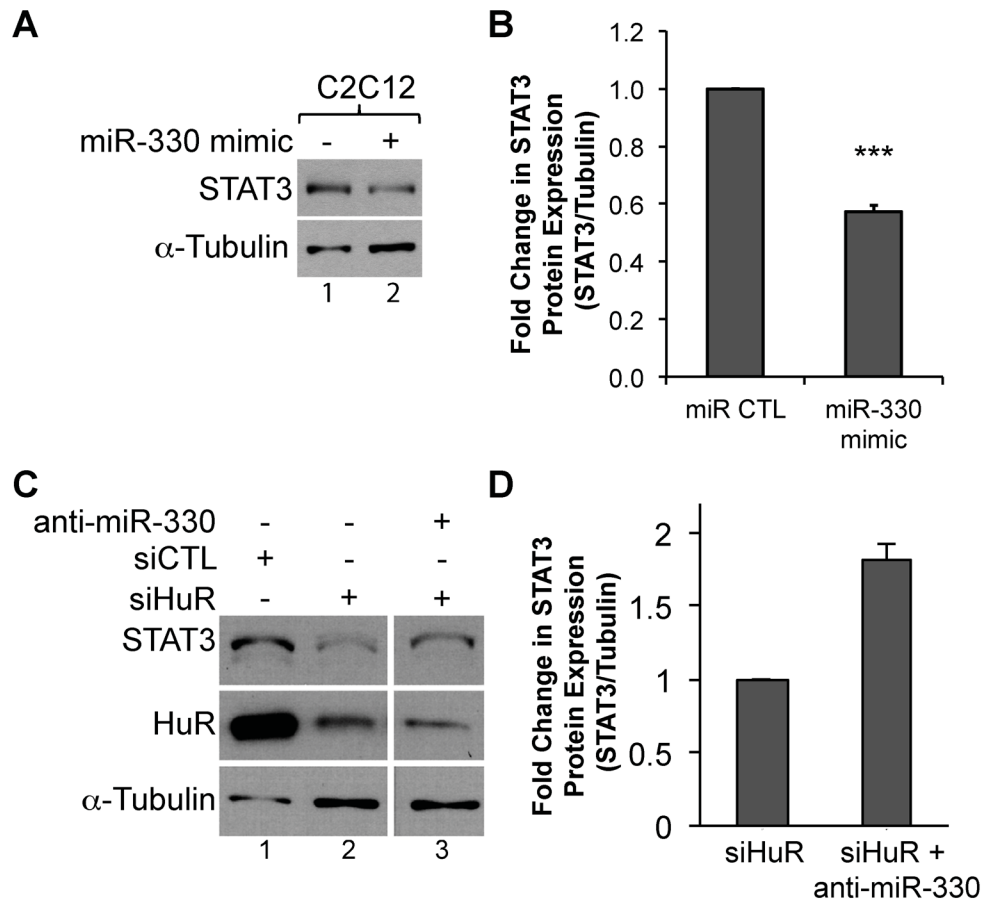 A
C2C12
miR-330 mimic - +
STAT3
α-Tubulin
1 2
B
Fold Change in STAT3
Protein Expression
(STAT3/Tubulin)
1.2
1.0
0.8
0.6
0.4
0.2
0.0
***
miR CTL
miR-330
mimic
C
anti-miR-330 - - +
siCTL + - -
siHuR - + +
STAT3
HuR
α-Tubulin
1 2 3
D
Fold Change in STAT3
Protein Expression
(STAT3/Tubulin)
2
1.5
1
0.5
0
siHuR
siHuR +
anti-miR-330